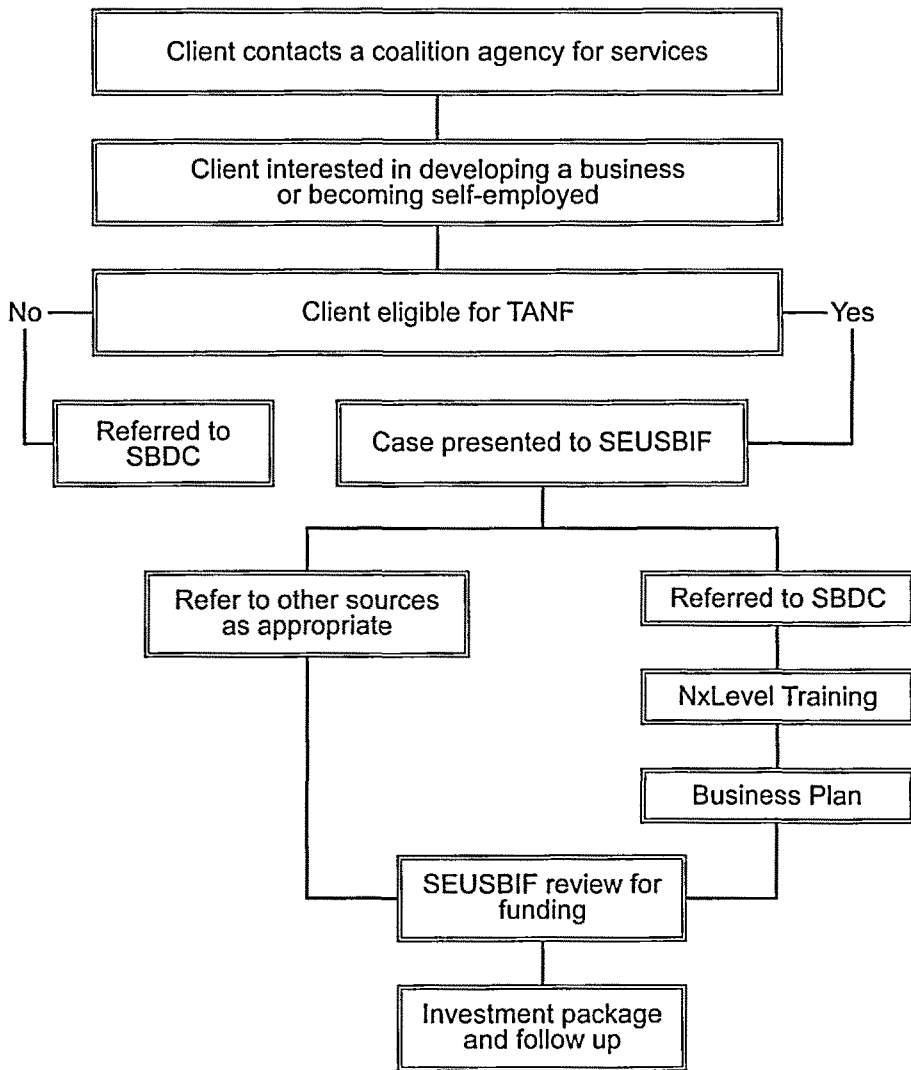 Client contacts a coalition agency for services
Client interested in developing a business
or becoming self-employed
No
Client eligible for TANF
Yes
Referred to
SBDC
Case presented to SEUSBIF
Refer to other sources
as appropriate
Referred to SBDC
NxLevel Training
Business Plan
SEUSBIF review for
funding
Investment package
and follow up